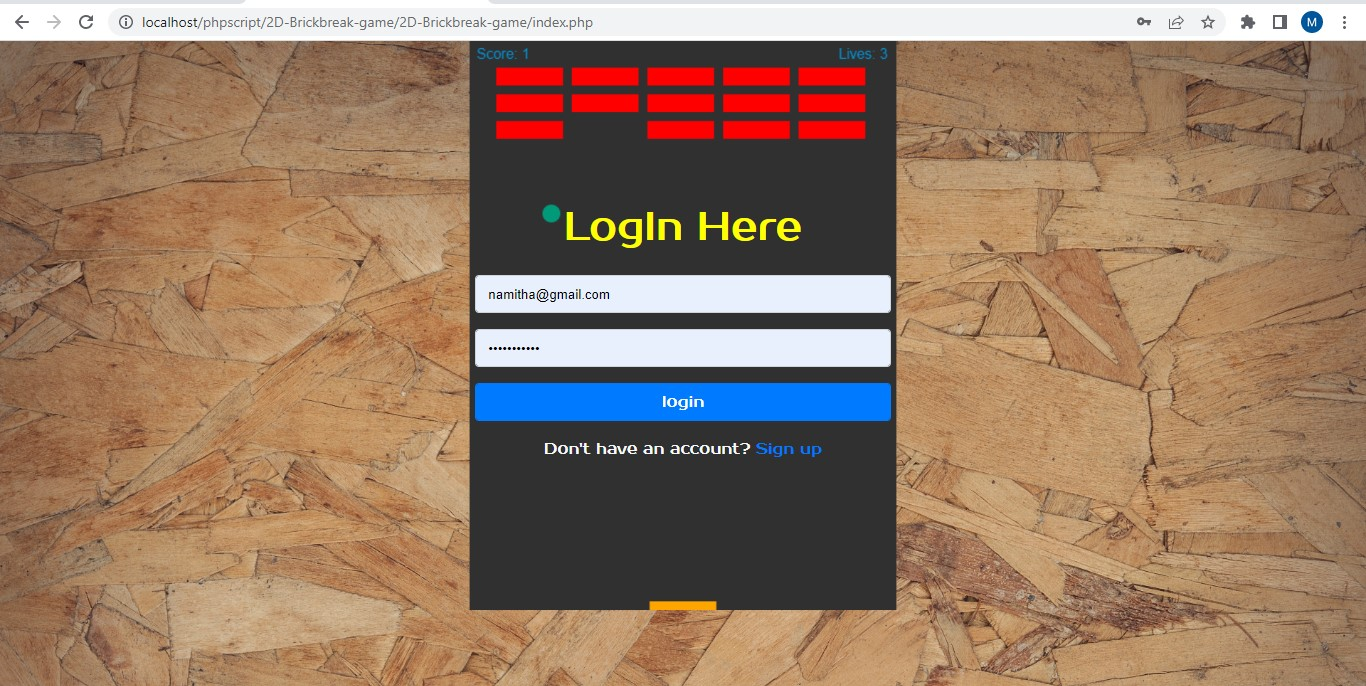 localhost/phpscript/2D-Brickbreak-game/2D-Brickbreak-game/index.php
M
Score: 1 Lives: 3
LogIn Here
namitha@gmail.com
•••••••••••
login
Don't have an account? Sign up